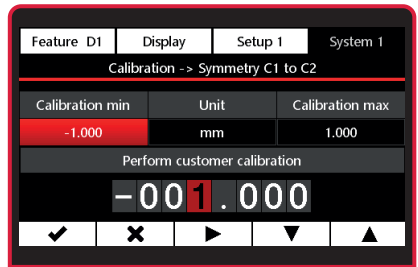 Feature D1 Display Setup 1 System 1
Calibration -> Symmetry C1 to C2
Calibration min Unit Calibration max
-1.000 mm 1.000
Perform customer calibration
-001.000